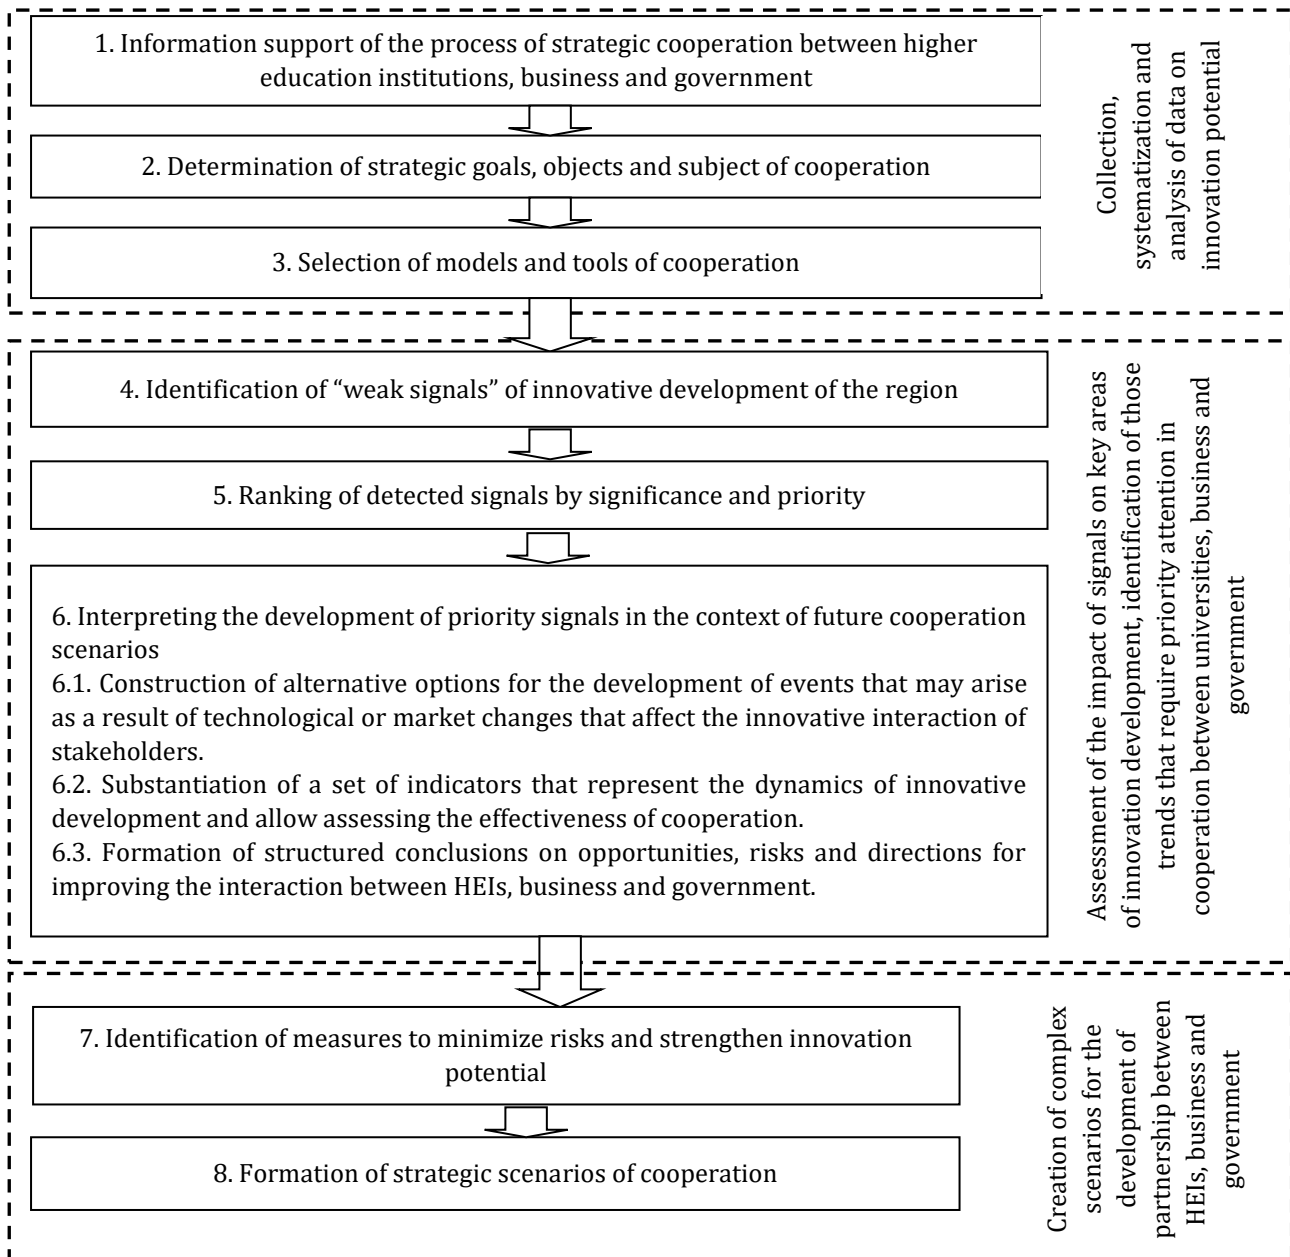 1. Information support of the process of strategic cooperation between higher
education institutions, business and government
2. Determination of strategic goals, objects and subject of cooperation
3. Selection of models and tools of cooperation
Collection,
systematization and
analysis of data on
innovation potential
4. Identification of “weak signals” of innovative development of the region
5. Ranking of detected signals by significance and priority
6. Interpreting the development of priority signals in the context of future cooperation
scenarios
6.1. Construction of alternative options for the development of events that may arise
as a result of technological or market changes that affect the innovative interaction of
stakeholders.
6.2. Substantiation of a set of indicators that represent the dynamics of innovative
development and allow assessing the effectiveness of cooperation.
6.3. Formation of structured conclusions on opportunities, risks and directions for
improving the interaction between HEIs, business and government.
Assessment of the impact of signals on key areas
of innovation development, identification of those
trends that require priority attention in
cooperation between universities, business and
government
7. Identification of measures to minimize risks and strengthen innovation
potential
8. Formation of strategic scenarios of cooperation
Creation of complex
scenarios for the
development of
partnership between
HEIs, business and
government